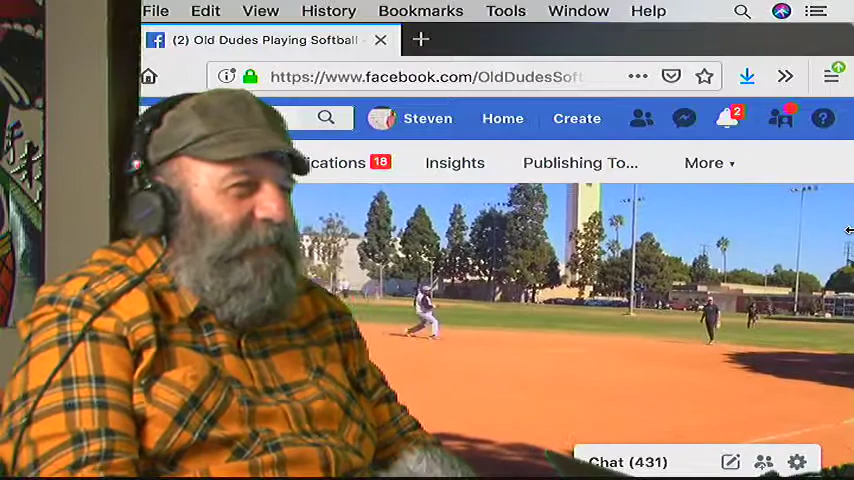 File Edit View History Bookmarks Tools Window Help
(2) Old Dudes Playing Softball
https://www.facebook.com/OldDudesSoft
Steven Home Create 2
ications 18 Insights Publishing To... More
Chat (431)